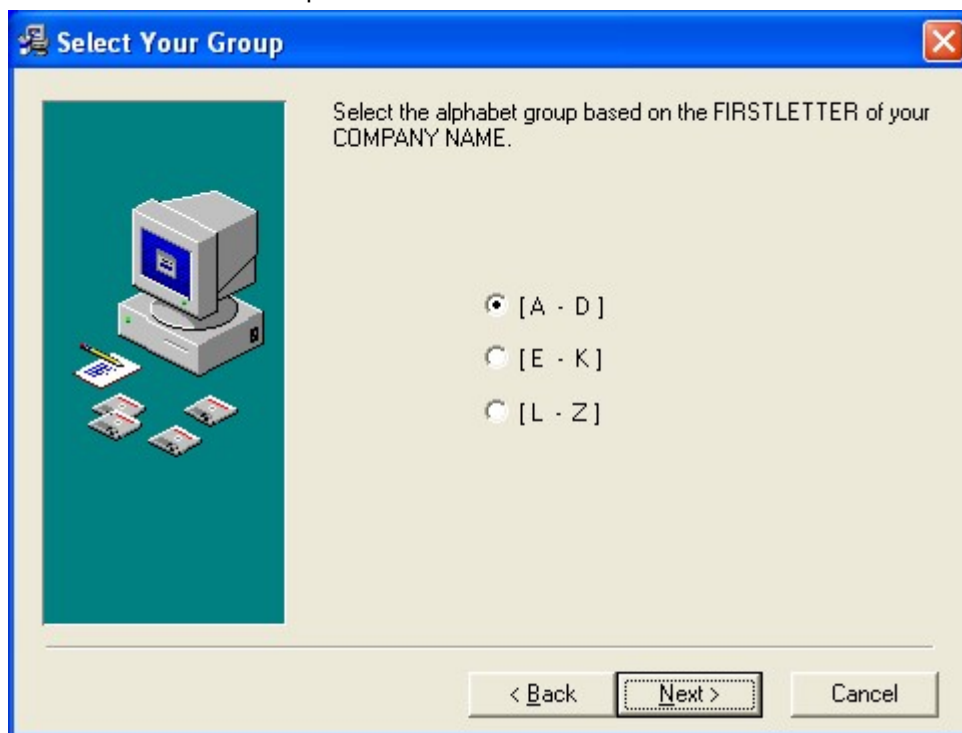 Select Your Group
Select the alphabet group based on the FIRSTLETTER of your
COMPANY NAME.
[ A - D ]
[ E - K ]
[ L - Z ]
< Back Next > Cancel